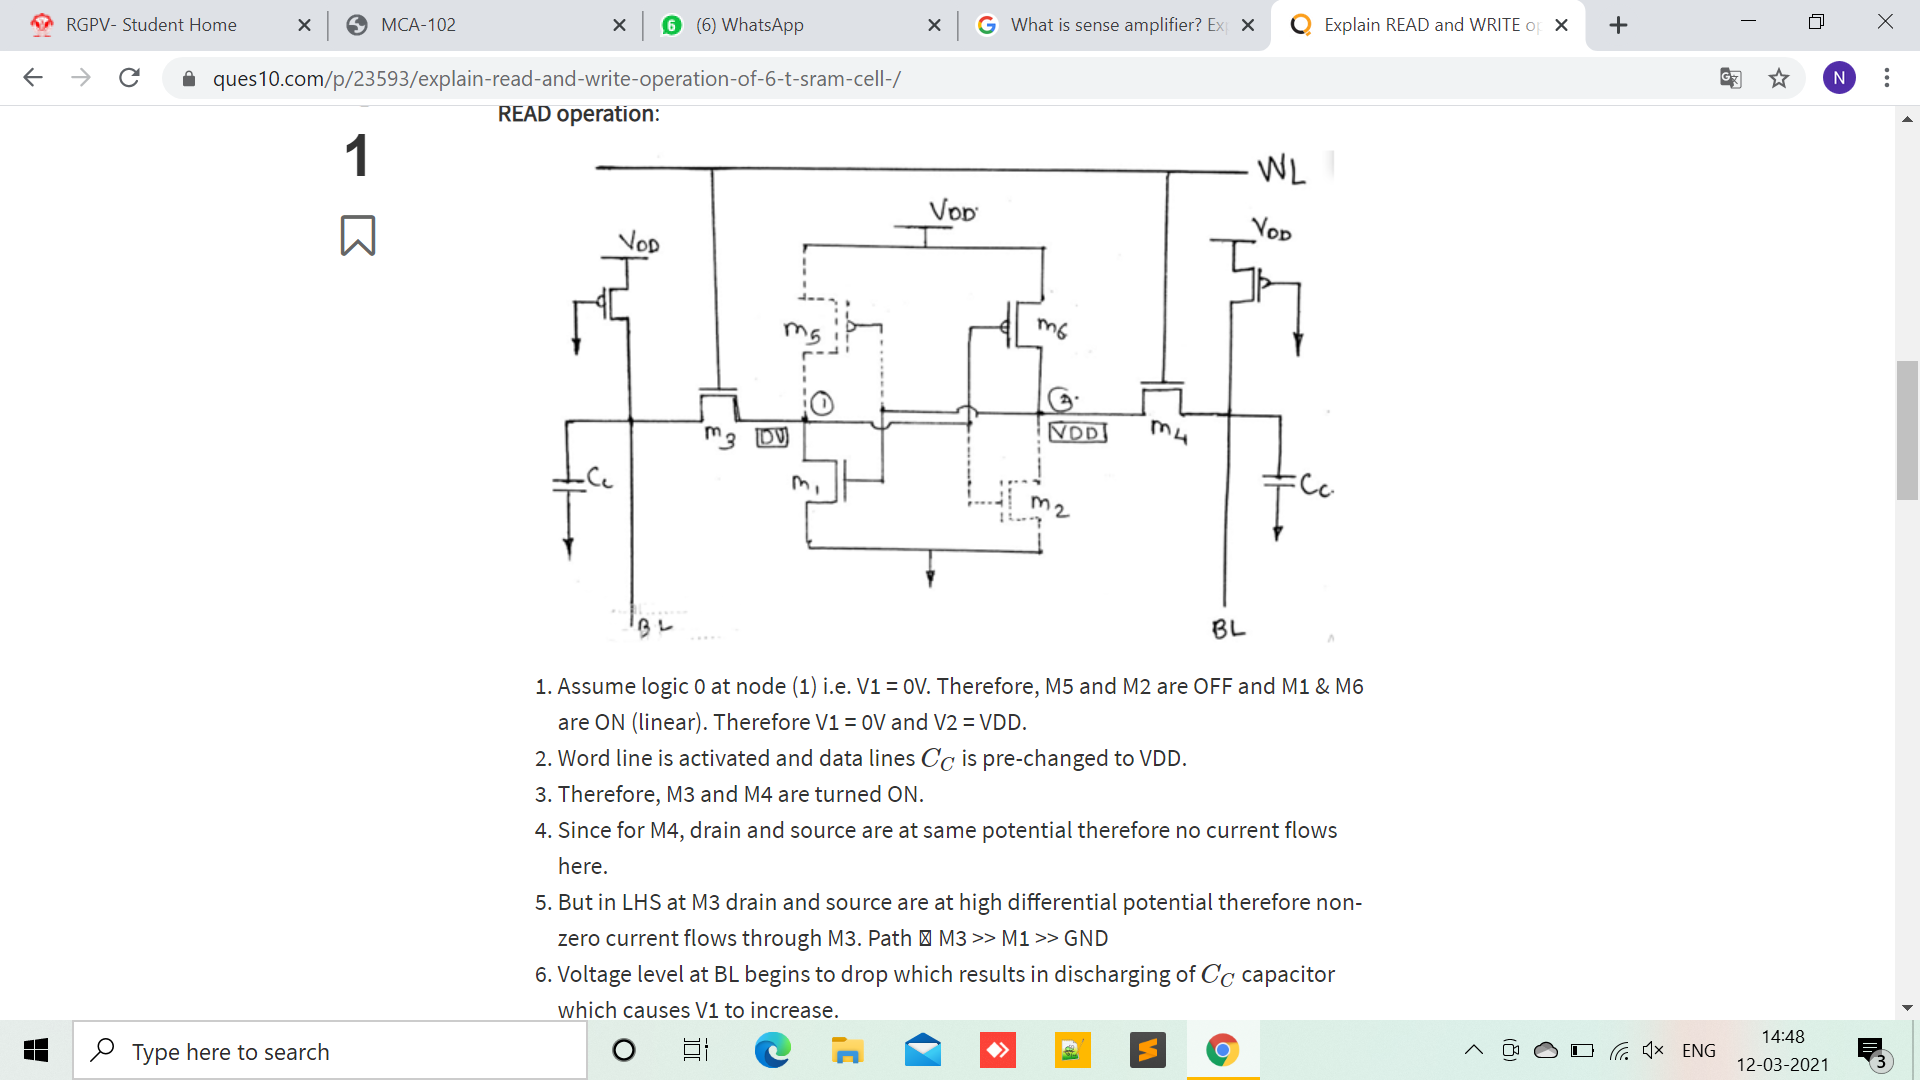 RGPV- Student Home
MCA-102
(6) WhatsApp
What is sense amplifier? Ex
Explain READ and WRITE o
ques10.com/p/23593/explain-read-and-write-operation-of-6-t-sram-cell-/
N
READ operation:
1
WL
VDD
VDD
VDD
m5
m6
1
2
m3
0V
VDD
m4
Cc
m1
m2
Cc
BL
BL
1. Assume logic 0 at node (1) i.e. V1 = 0V. Therefore, M5 and M2 are OFF and M1 & M6
are ON (linear). Therefore V1 = 0V and V2 = VDD.
2. Word line is activated and data lines CC is pre-changed to VDD.
3. Therefore, M3 and M4 are turned ON.
4. Since for M4, drain and source are at same potential therefore no current flows
here.
5. But in LHS at M3 drain and source are at high differential potential therefore non-
zero current flows through M3. Path M3 >> M1 >> GND
6. Voltage level at BL begins to drop which results in discharging of CC capacitor
which causes V1 to increase.
Type here to search
ENG
14:48
12-03-2021
3